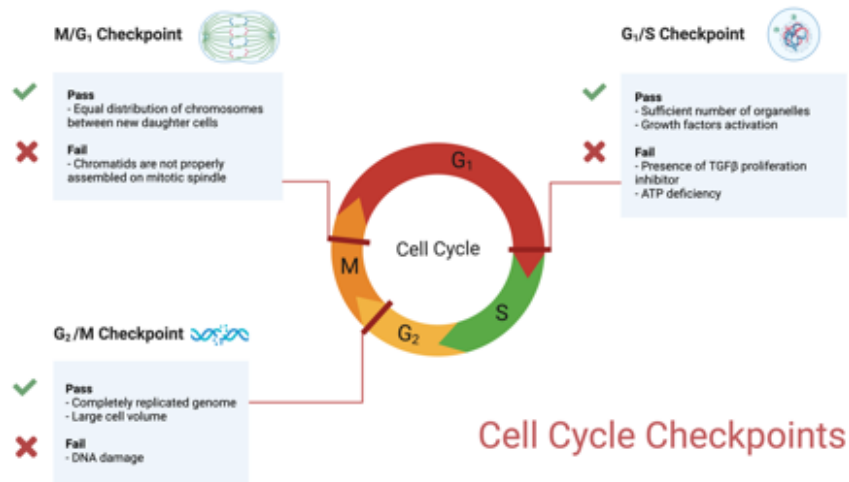 M/G₁ Checkpoint
Pass
- Equal distribution of chromosomes
between new daughter cells
Fail
- Chromatids are not properly
assembled on mitotic spindle
G₁/S Checkpoint
Pass
- Sufficient number of organelles
- Growth factors activation
Fail
- Presence of TGFβ proliferation
inhibitor
- ATP deficiency
G₁
Cell Cycle
M
S
G₂
G₂/M Checkpoint
Pass
- Completely replicated genome
- Large cell volume
Fail
- DNA damage
Cell Cycle Checkpoints